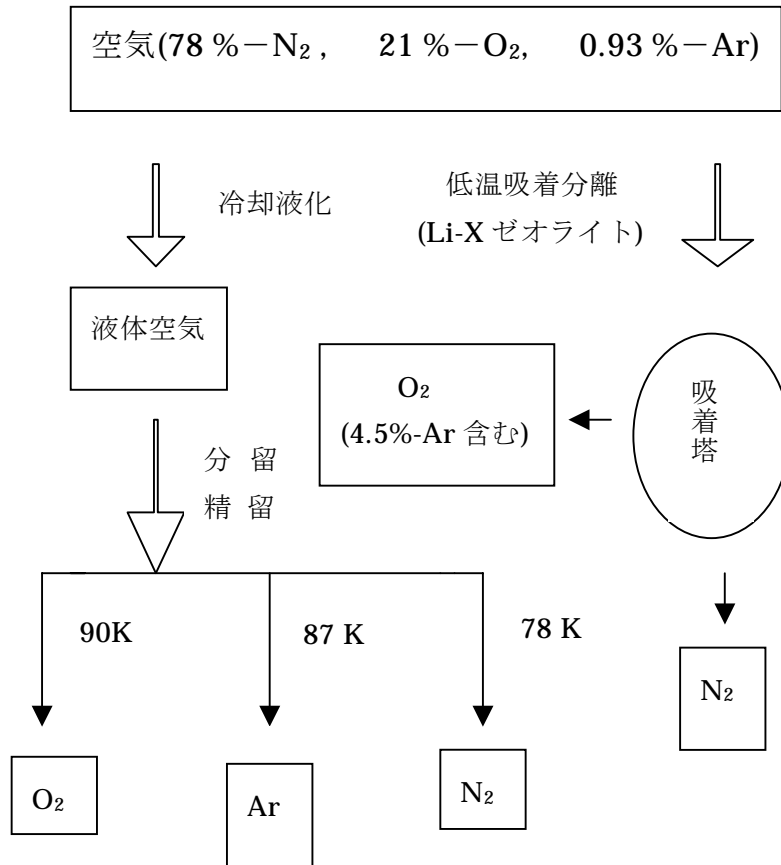 空気(78 %－N₂ , 21 %－O₂, 0.93 %－Ar)
冷却液化
低温吸着分離
(Li-X ゼオライト)
液体空気
O₂
(4.5%-Ar 含む)
吸着塔
分 留
精 留
90K
87 K
78 K
N₂
O₂
Ar
N₂